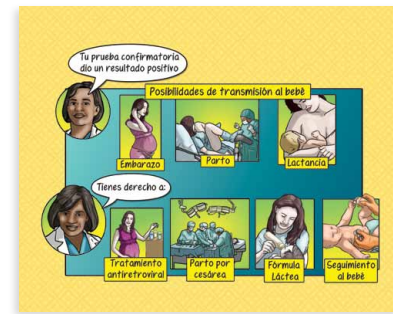 Tu prueba confirmatoria
dio un resultado positivo
Posibilidades de transmisión al bebé
Embarazo
Parto
Lactancia
Tienes derecho a:
Tratamiento
antiretroviral
Parto por
cesárea
Fórmula
Láctea
Seguimiento
al bebé